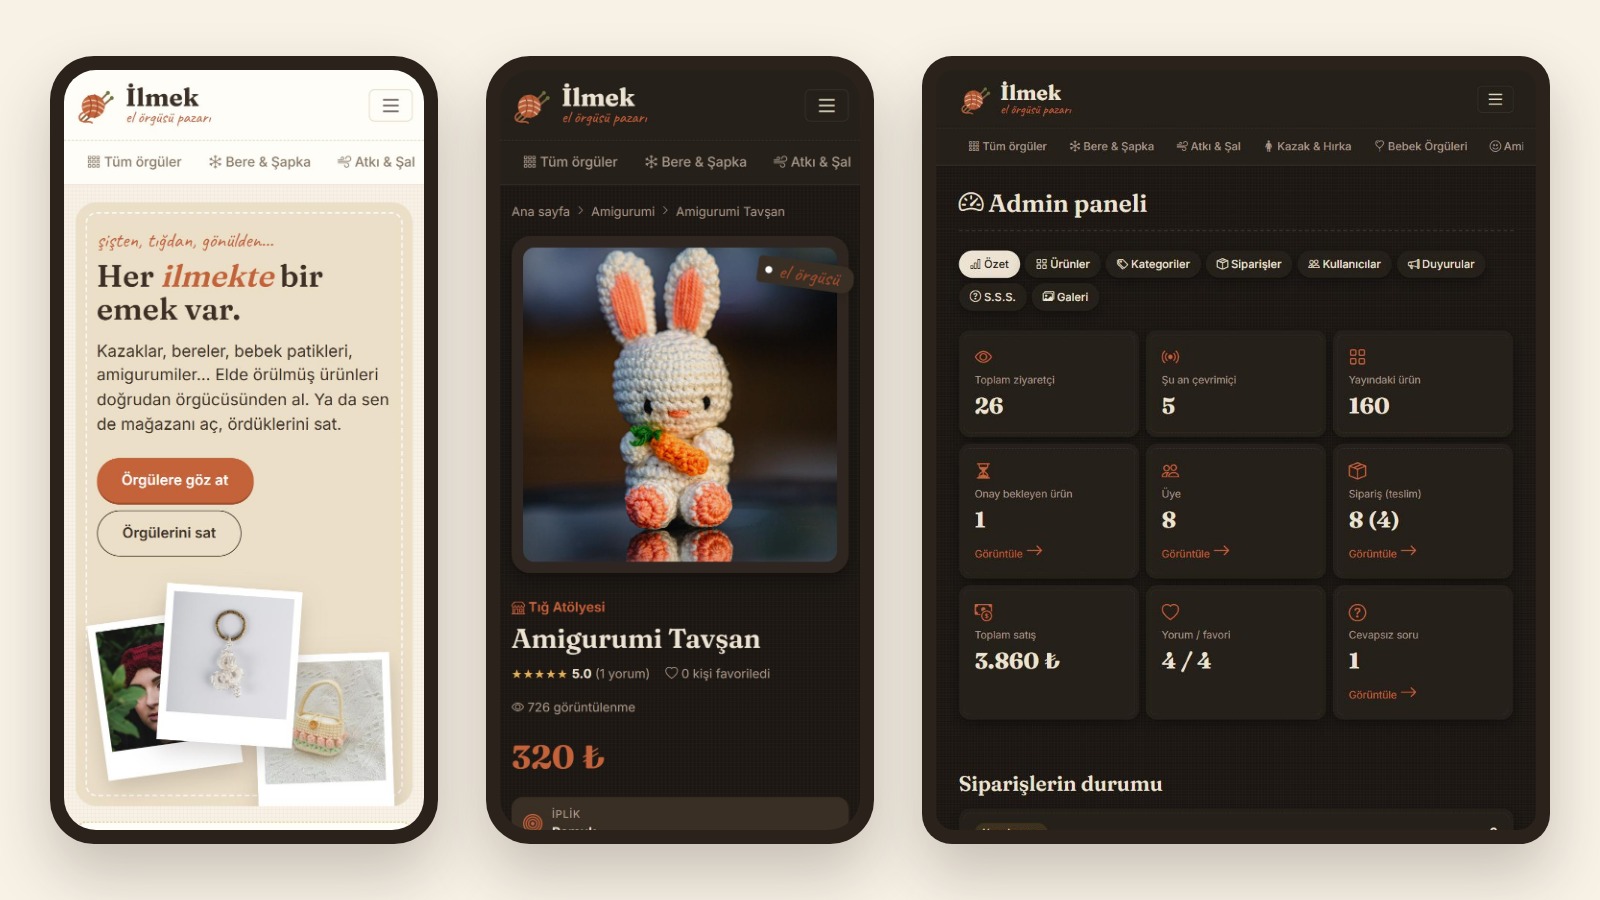 İlmek
el örgüsü pazarı
Tüm örgüler
Bere & Şapka
Atkı & Şal
şişten, tığdan, gönülden...
Her ilmekte bir
emek var.
Kazaklar, bereler, bebek patikleri,
amigurumiler... Elde örülmüş ürünleri
doğrudan örgücüsünden al. Ya da sen
de mağazanı aç, ördüklerini sat.
Örgülere göz at
Örgülerini sat
İlmek
el örgüsü pazarı
Tüm örgüler
Bere & Şapka
Atkı & Şal
Ana sayfa > Amigurumi > Amigurumi Tavşan
el örgüsü
Tığ Atölyesi
Amigurumi Tavşan
★★★★★ 5.0 (1 yorum) 0 kişi favoriledi
726 görüntülenme
320 ₺
İPLİK
İlmek
el örgüsü pazarı
Tüm örgüler
Bere & Şapka
Atkı & Şal
Kazak & Hırka
Bebek Örgüleri
Ami
Admin paneli
Özet
Ürünler
Kategoriler
Siparişler
Kullanıcılar
Duyurular
S.S.S.
Galeri
Toplam ziyaretçi
26
Şu an çevrimiçi
5
Yayındaki ürün
160
Onay bekleyen ürün
1
Görüntüle →
Üye
8
Görüntüle →
Sipariş (teslim)
8 (4)
Görüntüle →
Toplam satış
3.860 ₺
Yorum / favori
4 / 4
Cevapsız soru
1
Görüntüle →
Siparişlerin durumu